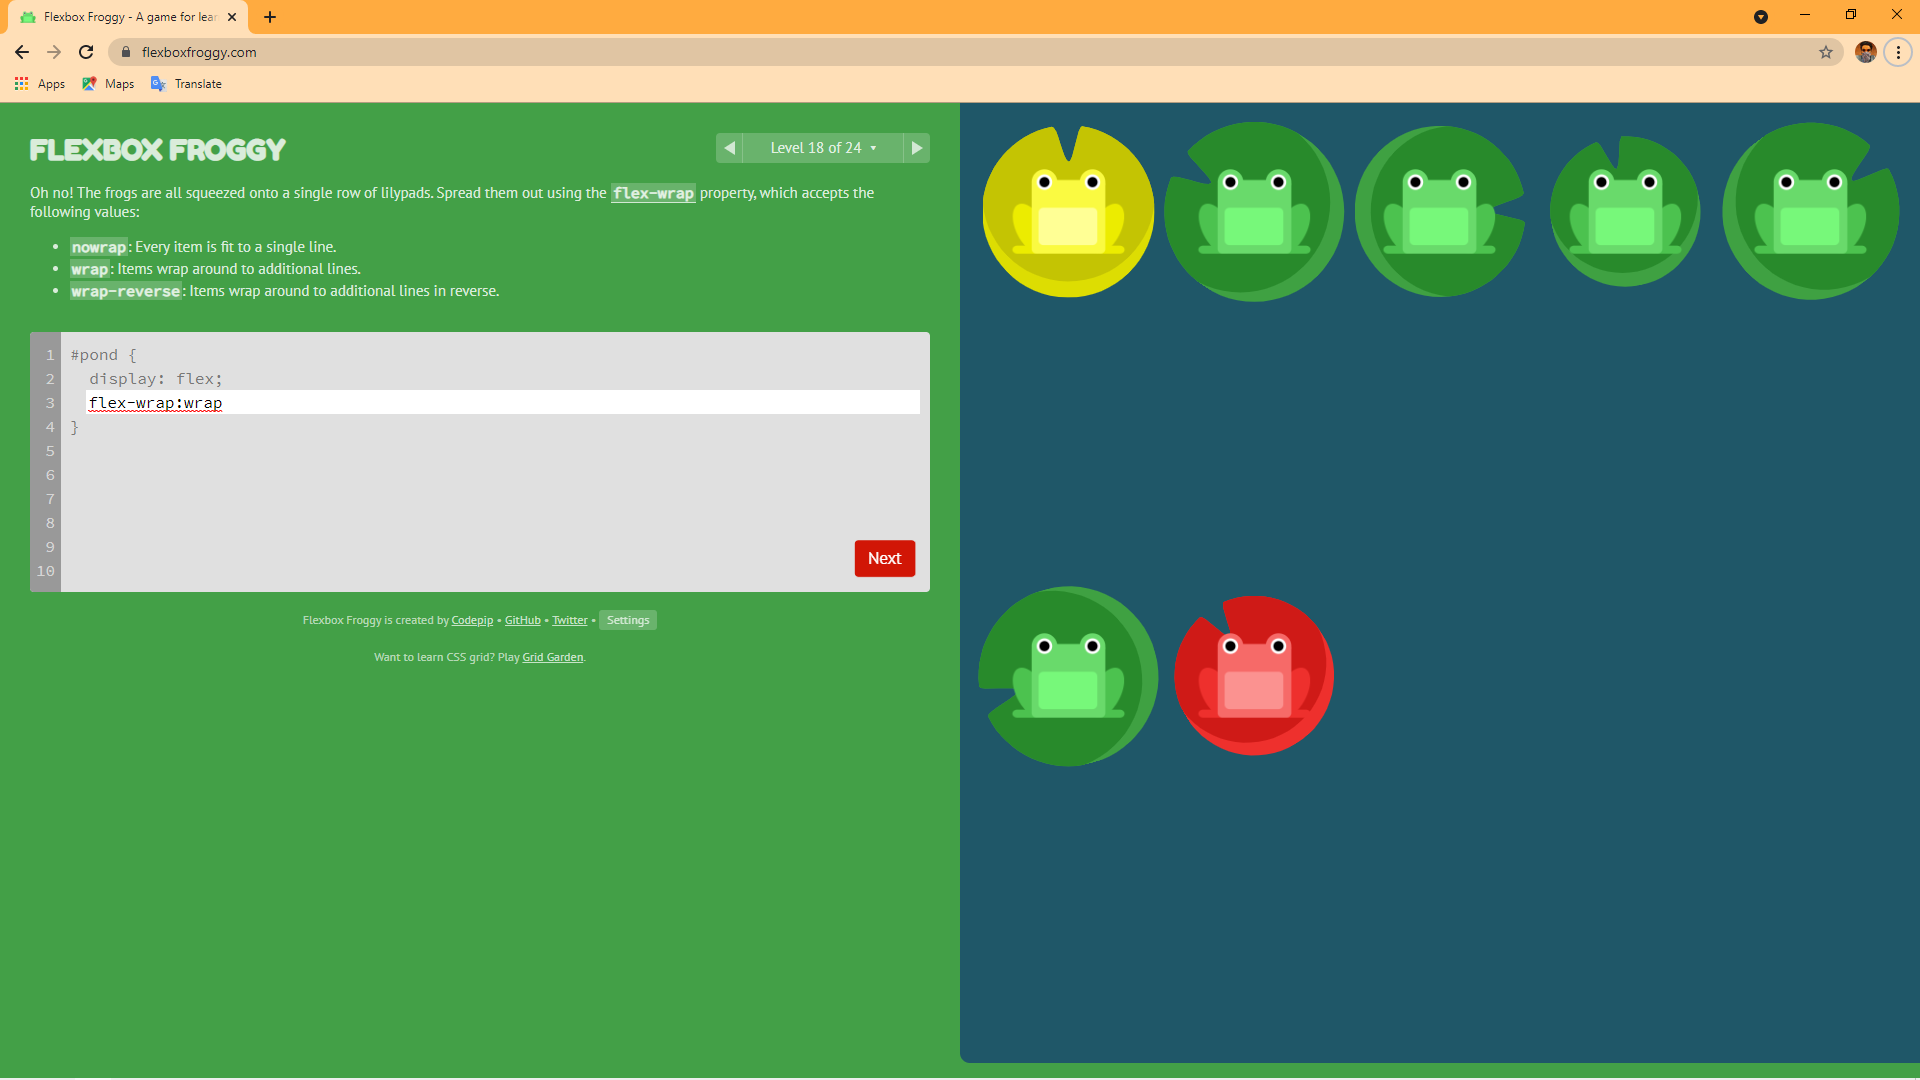 Flexbox Froggy - A game for lear
flexboxfroggy.com
Apps
Maps
Translate
FLEXBOX FROGGY
Level 18 of 24
Oh no! The frogs are all squeezed onto a single row of lilypads. Spread them out using the flex-wrap property, which accepts the
following values:
• nowrap: Every item is fit to a single line.
• wrap: Items wrap around to additional lines.
• wrap-reverse: Items wrap around to additional lines in reverse.
1 #pond {
2 display: flex;
3 flex-wrap:wrap
4 }
5
6
7
8
9
10
Next
Flexbox Froggy is created by Codepip • GitHub • Twitter • Settings
Want to learn CSS grid? Play Grid Garden.